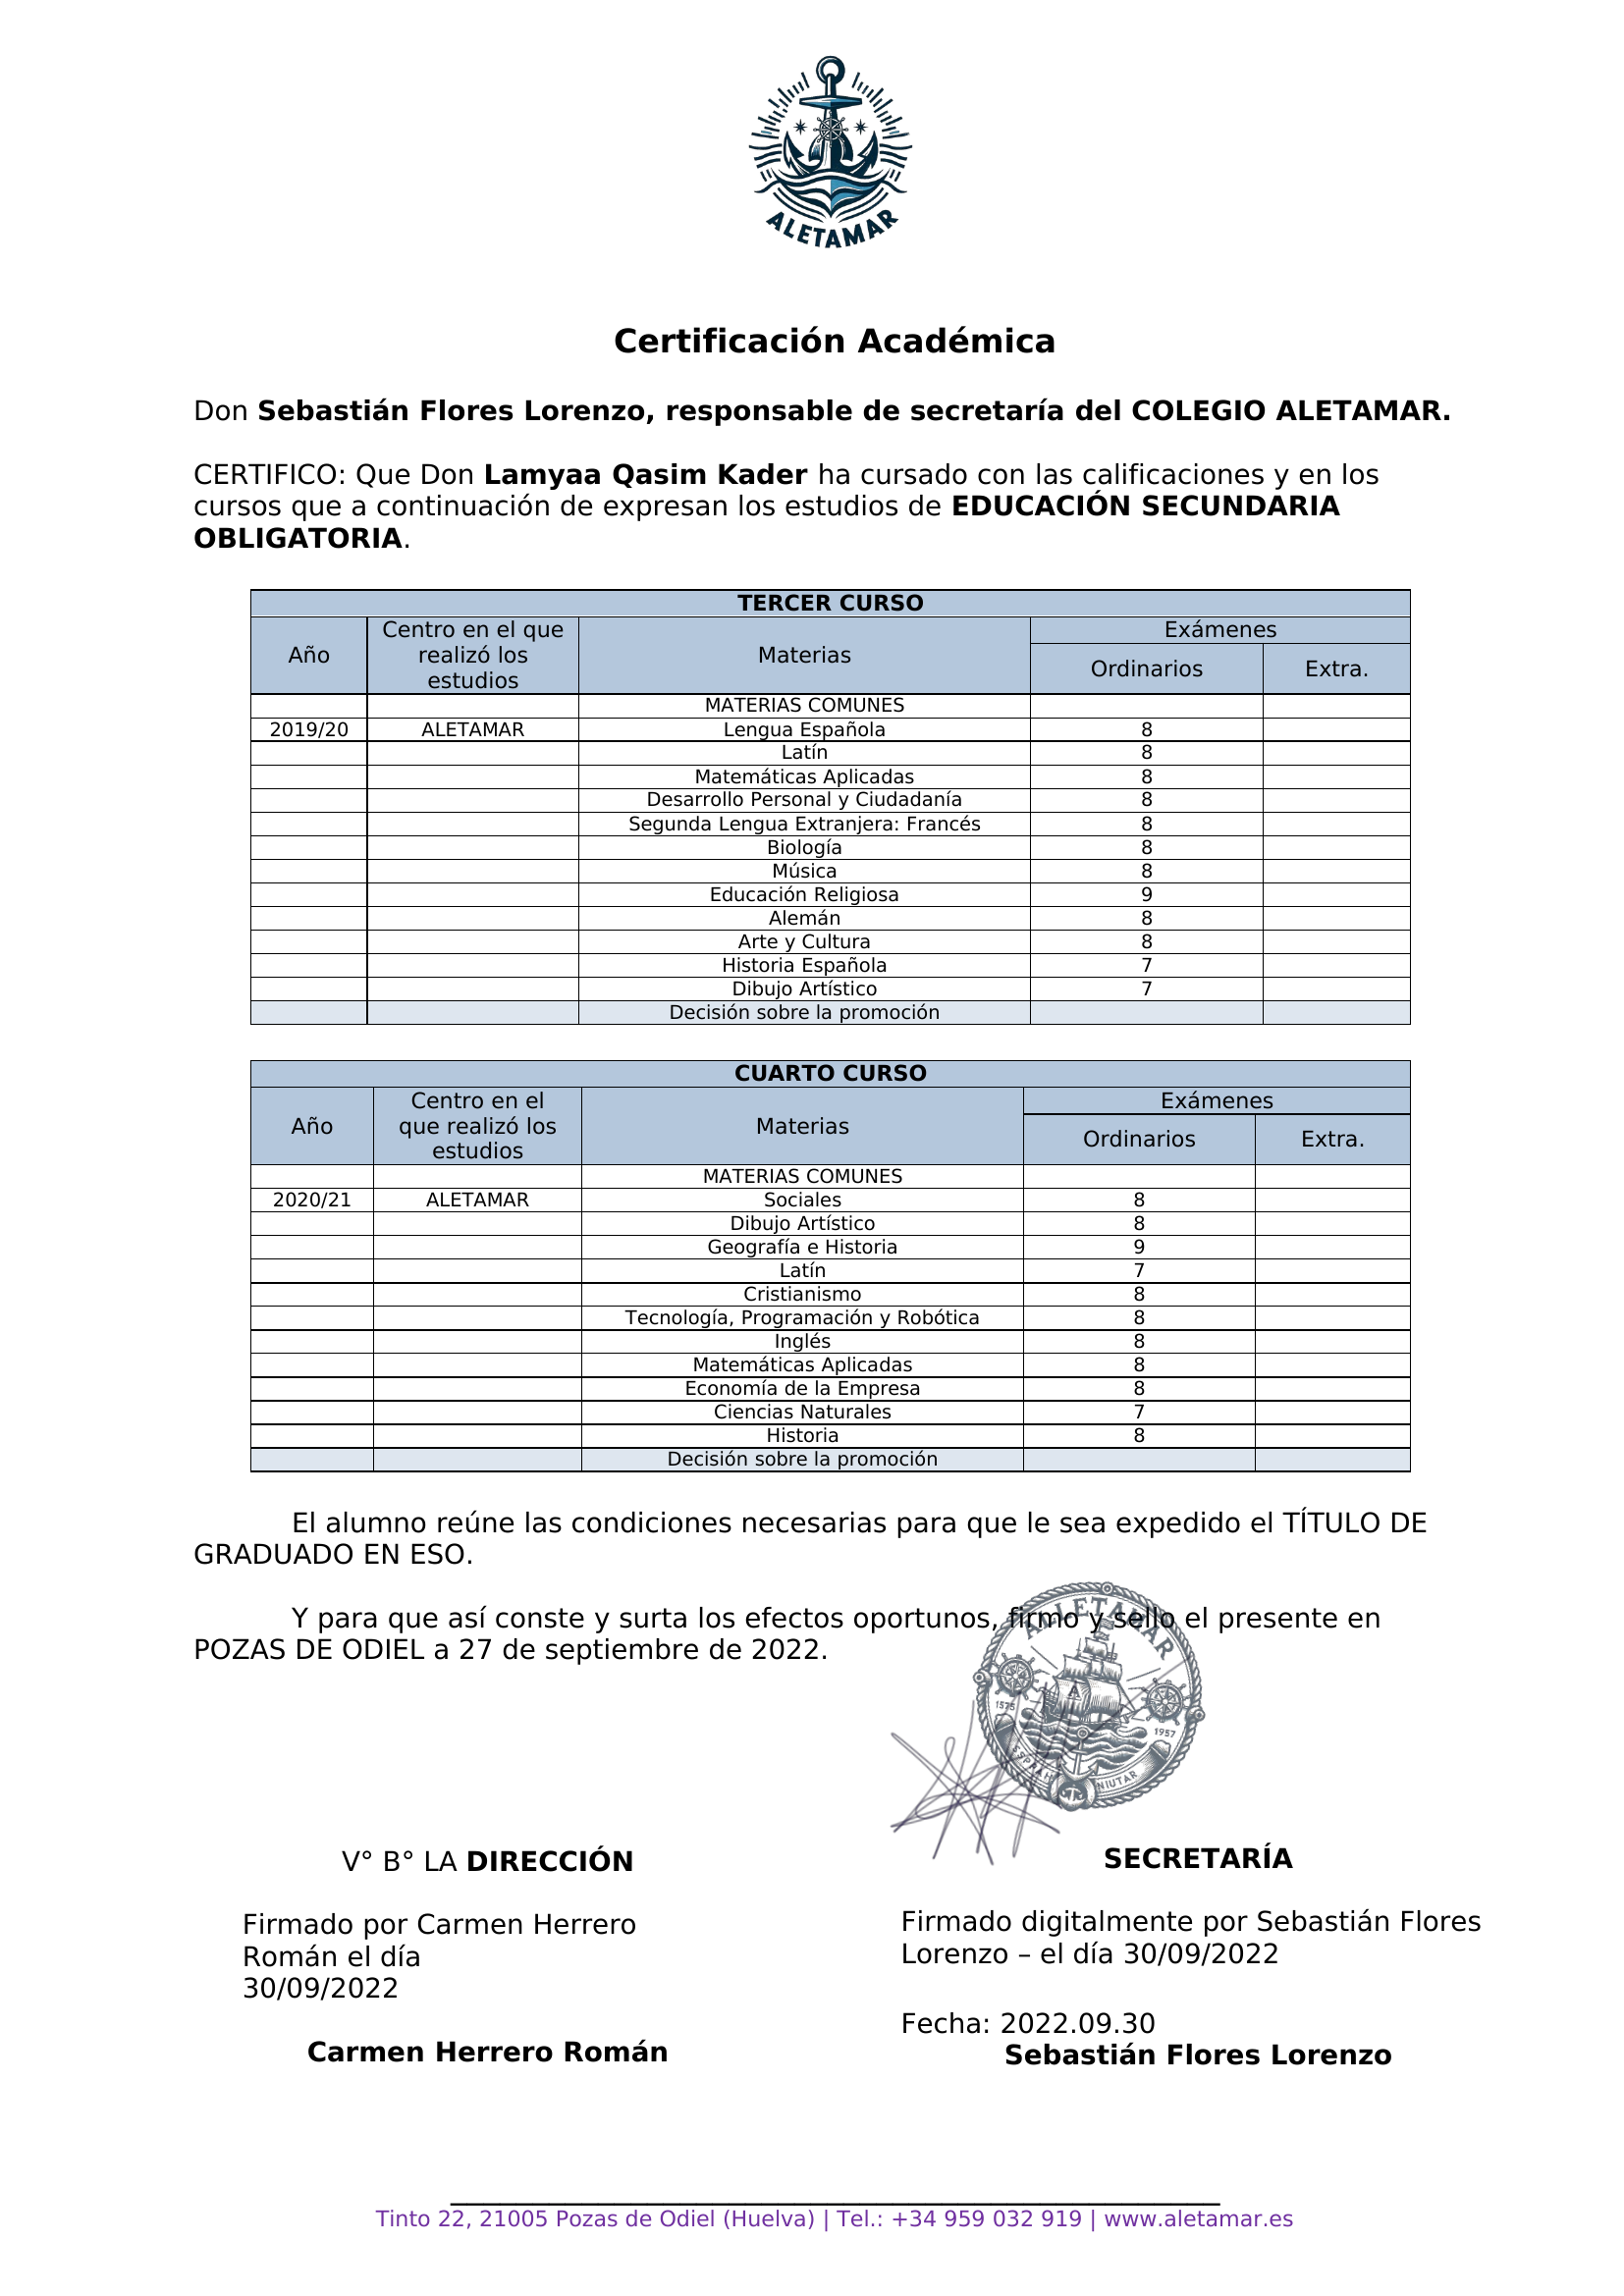 ALETAMAR
Certificación Académica
Don Sebastián Flores Lorenzo, responsable de secretaría del COLEGIO ALETAMAR.
CERTIFICO: Que Don Lamyaa Qasim Kader ha cursado con las calificaciones y en los
cursos que a continuación de expresan los estudios de EDUCACIÓN SECUNDARIA
OBLIGATORIA.
TERCER CURSO
Año Centro en el que realizó los estudios Materias Exámenes
Ordinarios Extra.
MATERIAS COMUNES
2019/20 ALETAMAR Lengua Española 8
Latín 8
Matemáticas Aplicadas 8
Desarrollo Personal y Ciudadanía 8
Segunda Lengua Extranjera: Francés 8
Biología 8
Música 8
Educación Religiosa 9
Alemán 8
Arte y Cultura 8
Historia Española 7
Dibujo Artístico 7
Decisión sobre la promoción
CUARTO CURSO
Año Centro en el que realizó los estudios Materias Exámenes
Ordinarios Extra.
MATERIAS COMUNES
2020/21 ALETAMAR Sociales 8
Dibujo Artístico 8
Geografía e Historia 9
Latín 7
Cristianismo 8
Tecnología, Programación y Robótica 8
Inglés 8
Matemáticas Aplicadas 8
Economía de la Empresa 8
Ciencias Naturales 7
Historia 8
Decisión sobre la promoción
El alumno reúne las condiciones necesarias para que le sea expedido el TÍTULO DE
GRADUADO EN ESO.
Y para que así conste y surta los efectos oportunos, firmo y sello el presente en
POZAS DE ODIEL a 27 de septiembre de 2022.
ALLETAMAR
1575
1957
NIUTAR
V° B° LA DIRECCIÓN
SECRETARÍA
Firmado por Carmen Herrero
Román el día
30/09/2022
Carmen Herrero Román
Firmado digitalmente por Sebastián Flores
Lorenzo – el día 30/09/2022
Fecha: 2022.09.30
Sebastián Flores Lorenzo
Tinto 22, 21005 Pozas de Odiel (Huelva) | Tel.: +34 959 032 919 | www.aletamar.es